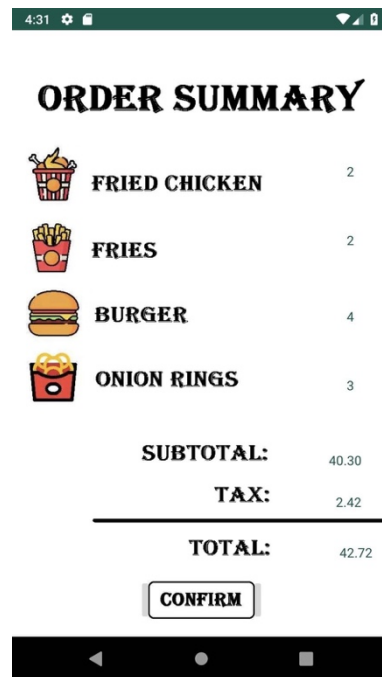 4:31
ORDER SUMMARY
FRIED CHICKEN 2
FRIES 2
BURGER 4
ONION RINGS 3
SUBTOTAL: 40.30
TAX: 2.42
TOTAL: 42.72
CONFIRM